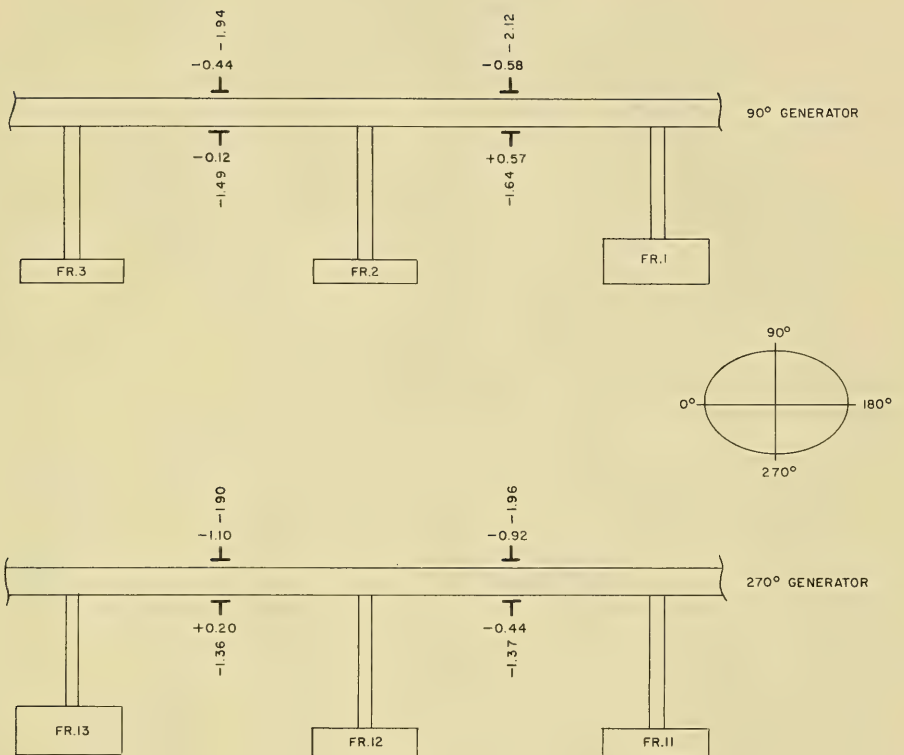 -1.94
-2.12
-0.44
-0.58
90° GENERATOR
-0.12
+0.57
-1.49
-1.64
FR.3
FR.2
FR.1
90°
0°
180°
270°
-190
-1.96
-1.10
-0.92
270° GENERATOR
+0.20
-0.44
-1.36
-1.37
FR.13
FR.12
FR.11